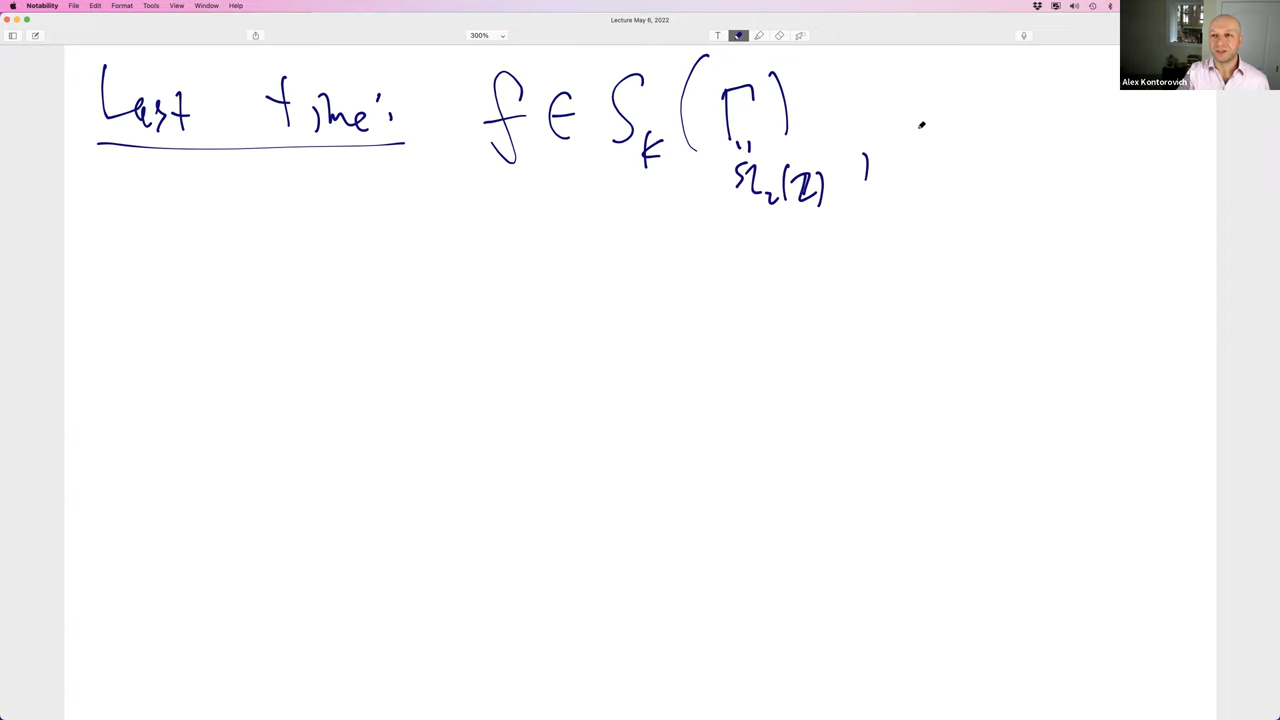 Notability File Edit Insert Format Tools View Window Help
Lecture May 6, 2022
300%
T
Alex Kontorovich
Last time: f ∈ S_k (Γ)
"
SL_2(ℤ) ,